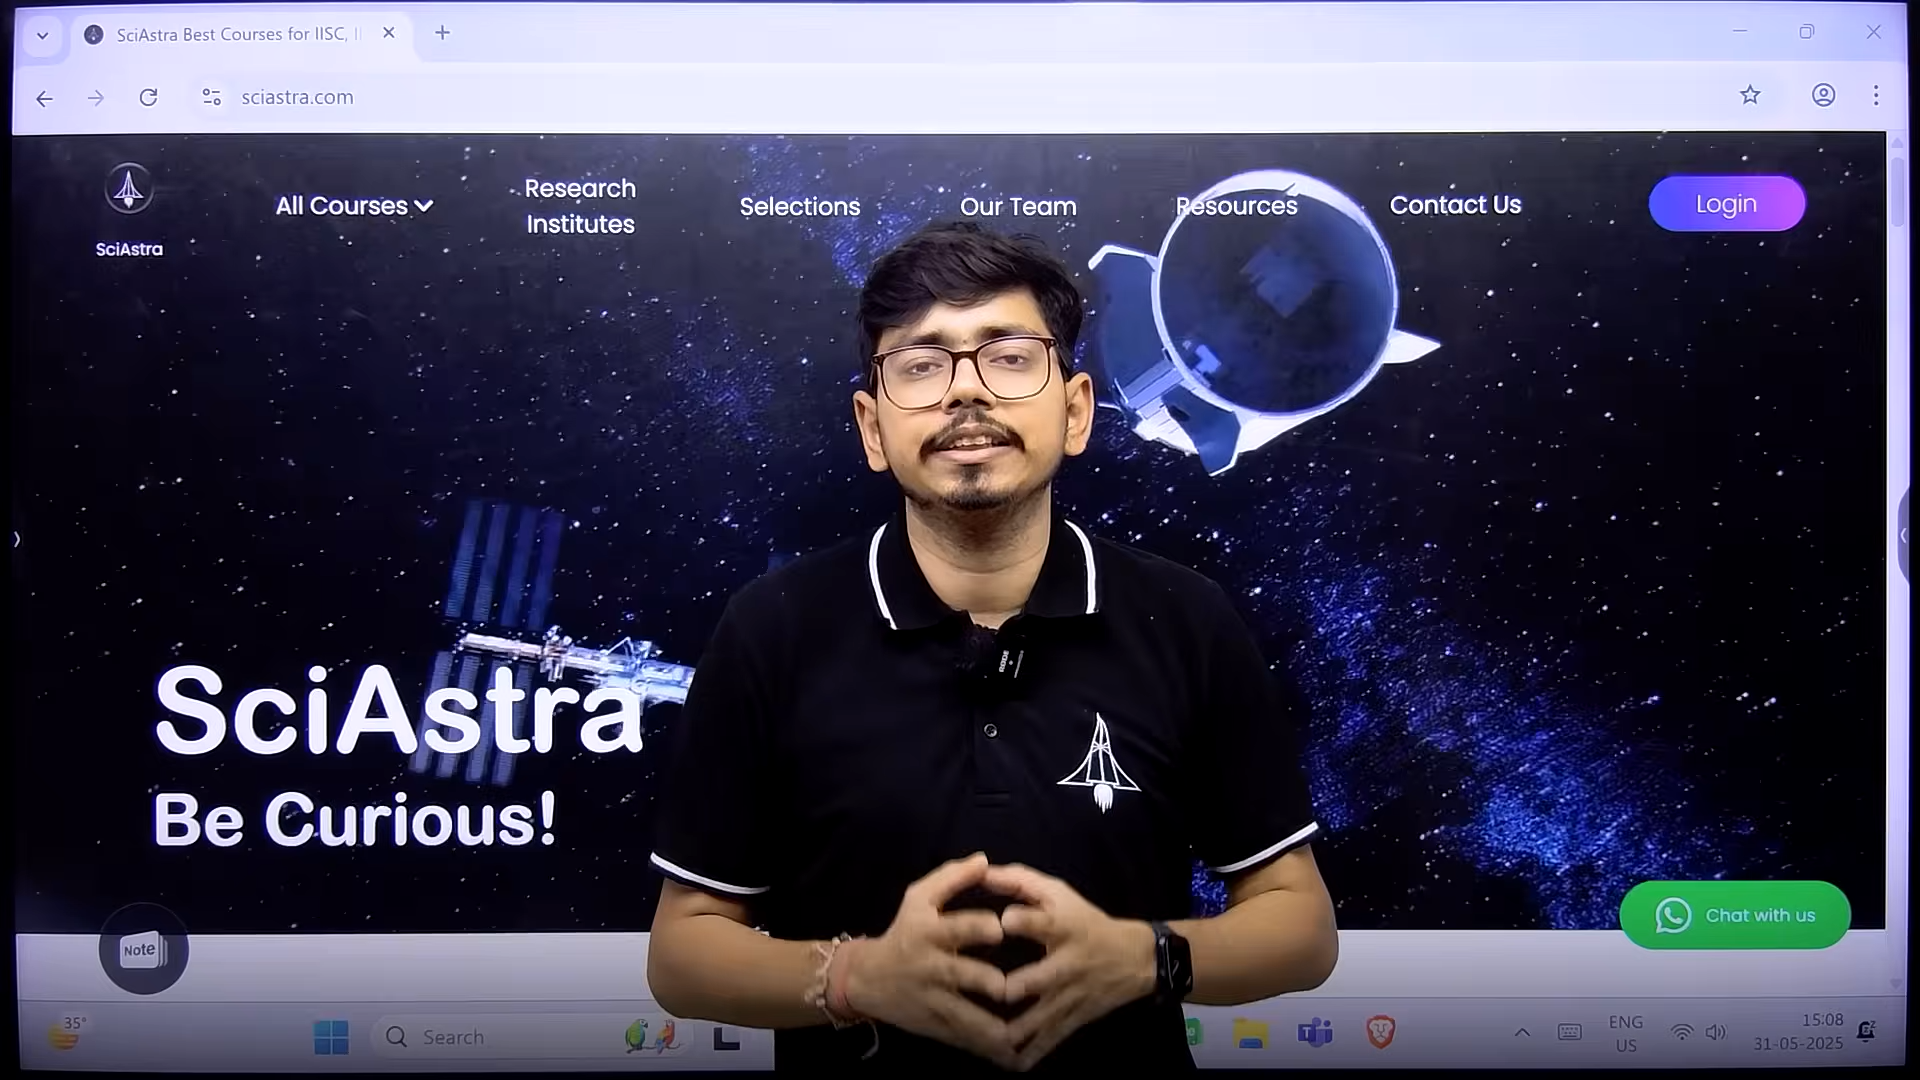 SciAstra Best Courses for IISC, I
sciastra.com
SciAstra
All Courses
Research
Institutes
Selections
Our Team
Resources
Contact Us
Login
RODE
SciAstra
Be Curious!
Note
Chat with us
35°
Search
ENG
US
15:08
31-05-2025